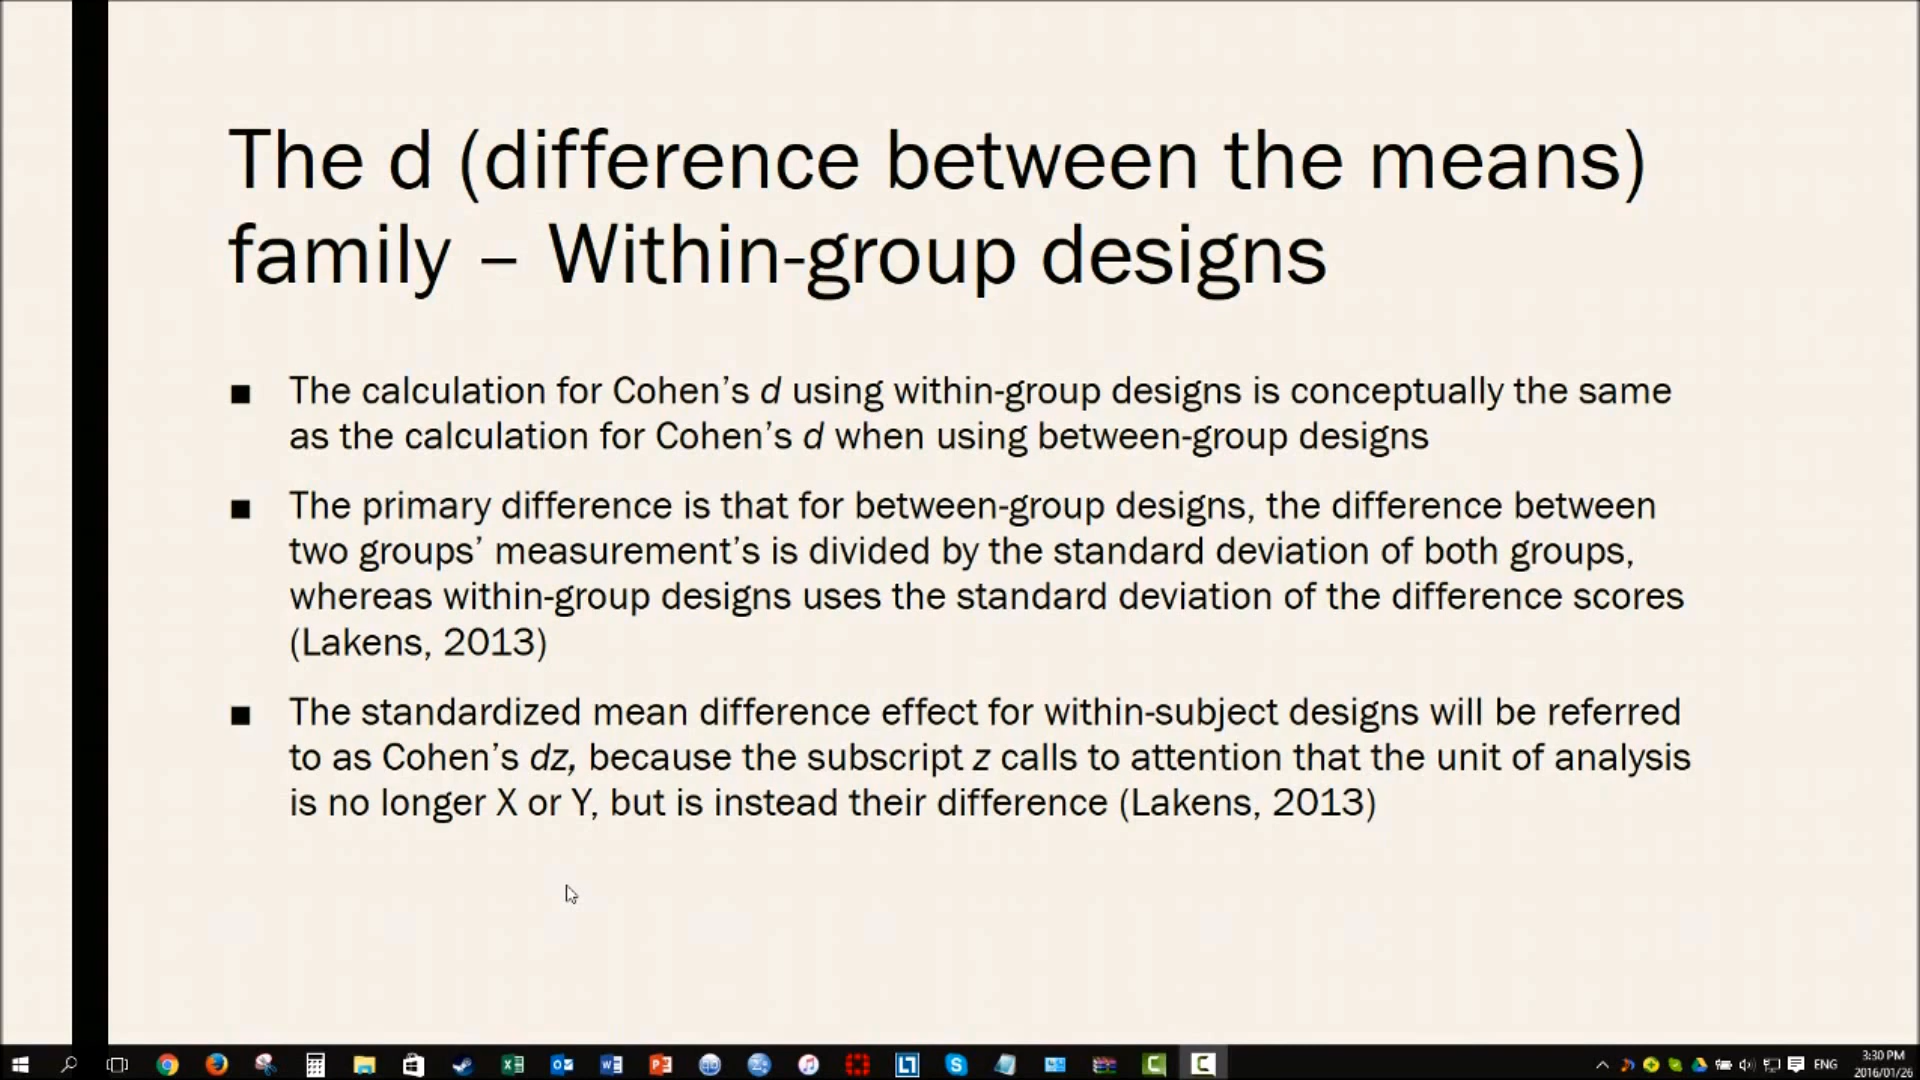 The d (difference between the means)
family – Within-group designs
■ The calculation for Cohen’s d using within-group designs is conceptually the same
as the calculation for Cohen’s d when using between-group designs
■ The primary difference is that for between-group designs, the difference between
two groups’ measurement’s is divided by the standard deviation of both groups,
whereas within-group designs uses the standard deviation of the difference scores
(Lakens, 2013)
■ The standardized mean difference effect for within-subject designs will be referred
to as Cohen’s dz, because the subscript z calls to attention that the unit of analysis
is no longer X or Y, but is instead their difference (Lakens, 2013)
ENG
3:30 PM
2016/01/26